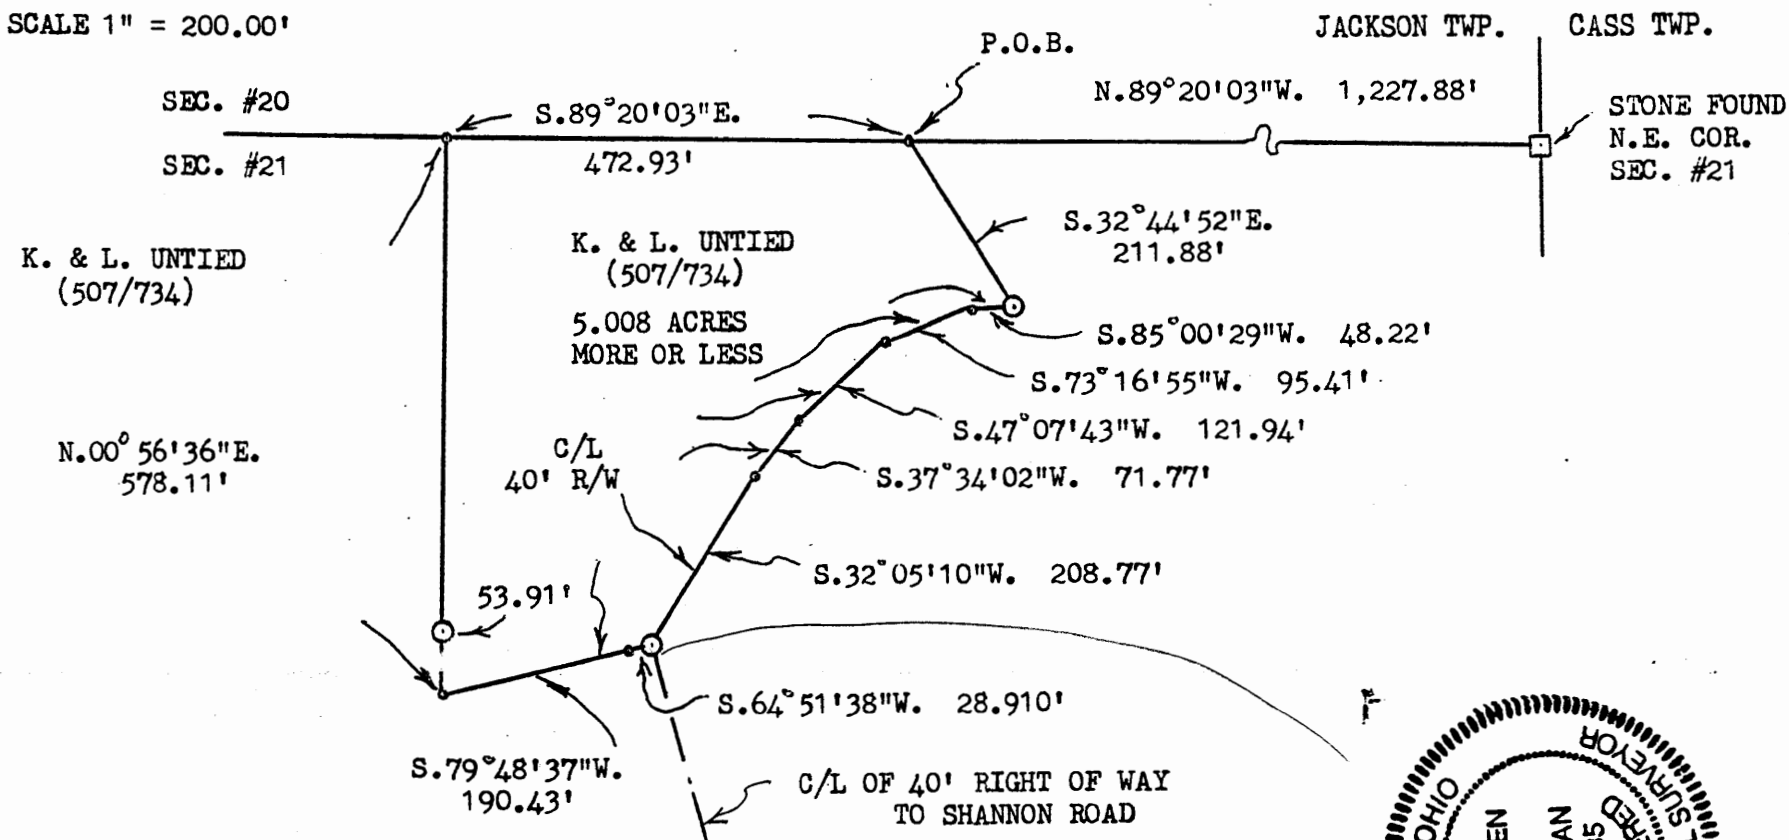 SCALE 1" = 200.00'
JACKSON TWP.
CASS TWP.
P.O.B.
SEC. #20
S.89°20'03"E.
N.89°20'03"W. 1,227.88'
STONE FOUND
N.E. COR.
SEC. #21
SEC. #21
472.93'
K. & L. UNTIED
(507/734)
K. & L. UNTIED
(507/734)
S.32°44'52"E.
211.88'
5.008 ACRES
MORE OR LESS
S.85°00'29"W. 48.22'
S.73°16'55"W. 95.41'
S.47°07'43"W. 121.94'
N.00°56'36"E.
578.11'
C/L
40' R/W
S.37°34'02"W. 71.77'
S.32°05'10"W. 208.77'
53.91'
S.64°51'38"W. 28.910'
S.79°48'37"W.
190.43'
C/L OF 40' RIGHT OF WAY
TO SHANNON ROAD
SURVEYOR
OHIO